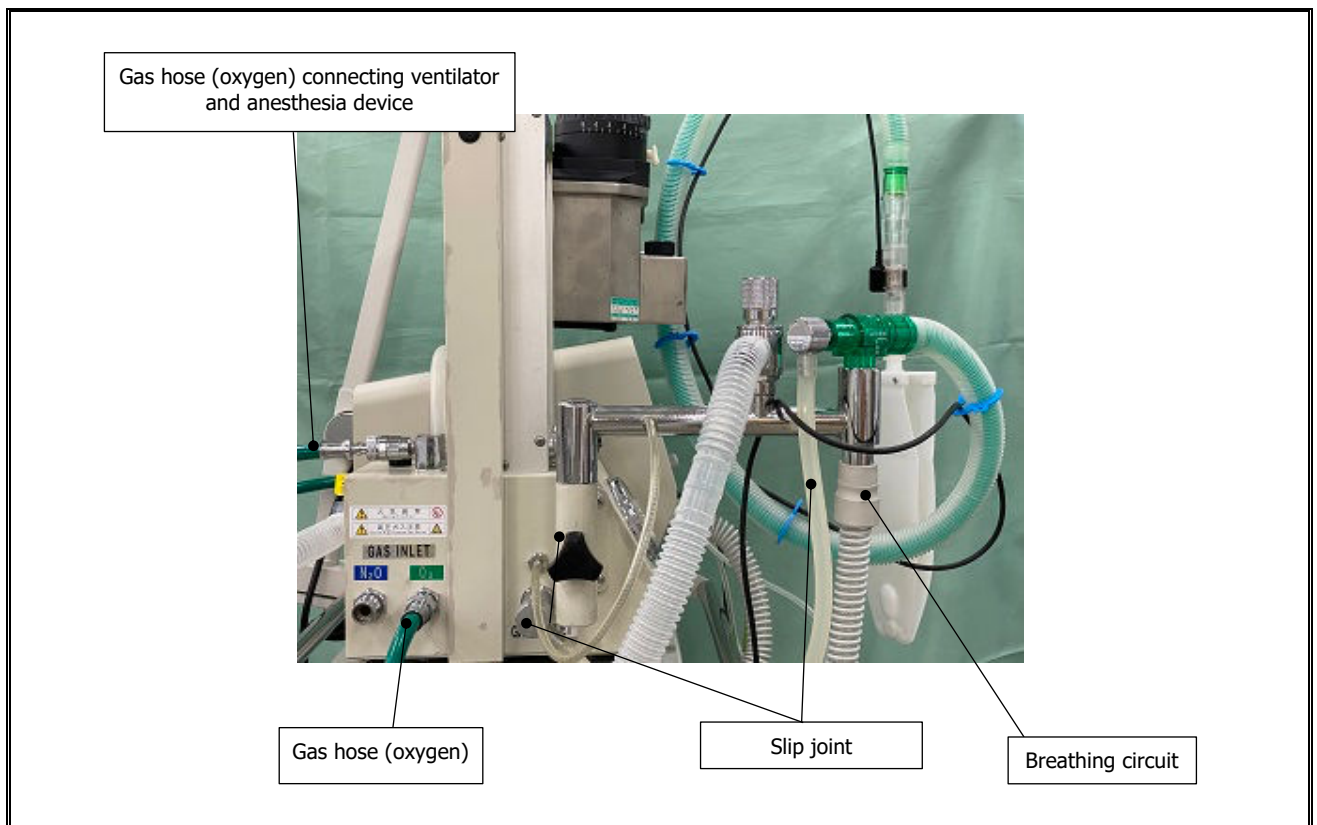 Gas hose (oxygen) connecting ventilator
and anesthesia device
GAS INLET
N₂O
O₂
Gas hose (oxygen)
Slip joint
Breathing circuit